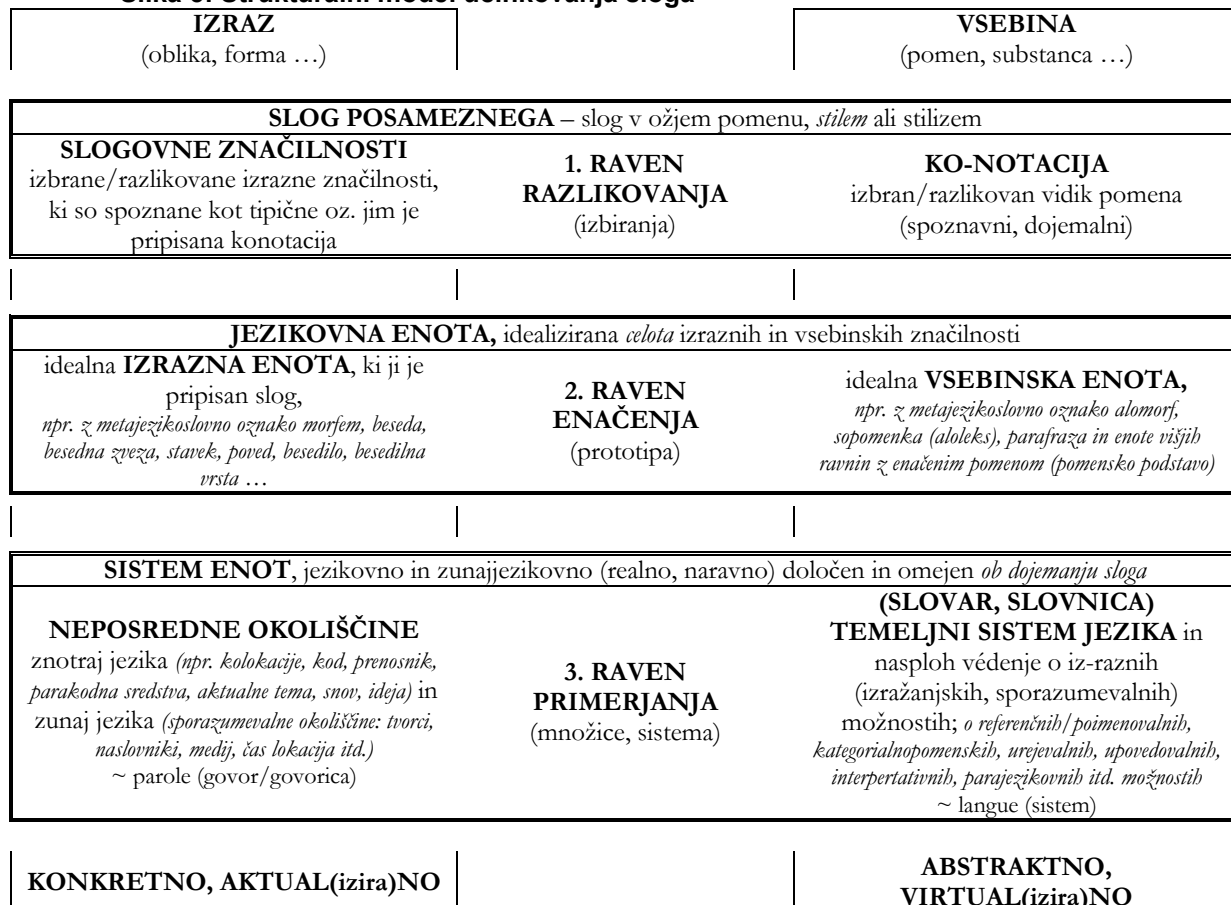 Slika 3: Strukturalni model definiranja sloga
IZRAZ
(oblika, forma …)
VSEBINA
(pomen, substanca …)
SLOG POSAMEZNEGA – slog v ožjem pomenu, stilem ali stilizem
SLOGOVNE ZNAČILNOSTI
izbrane/razlikovane izrazne značilnosti,
ki so spoznane kot tipične oz. jim je
pripisana konotacija
1. RAVEN
RAZLIKOVANJA
(izbiranja)
KO-NOTACIJA
izbran/razlikovan vidik pomena
(spoznavni, dojemalni)
JEZIKOVNA ENOTA, idealizirana celota izraznih in vsebinskih značilnosti
idealna IZRAZNA ENOTA, ki ji je
pripisan slog,
npr. z metajezikoslovno oznako morfem, beseda,
besedna zveza, stavek, poved, besedilo, besedilna
vrsta …
2. RAVEN
ENAČENJA
(prototipa)
idealna VSEBINSKA ENOTA,
npr. z metajezikoslovno oznako alomorf,
sopomenka (aloleks), parafraza in enote višjih
ravnin z enačenim pomenom (pomensko podstavo)
SISTEM ENOT, jezikovno in zunajjezikovno (realno, naravno) določen in omejen ob dojemanju sloga
NEPOSREDNE OKOLIŠČINE
znotraj jezika (npr. kolokacije, kod, prenosnik,
parakodna sredstva, aktualne tema, snov, ideja) in
zunaj jezika (sporazumevalne okoliščine: tvorci,
naslovniki, medij, čas lokacija itd.)
~ parole (govor/govorica)
3. RAVEN
PRIMERJANJA
(množice, sistema)
(SLOVAR, SLOVNICA)
TEMELJNI SISTEM JEZIKA in
nasploh védenje o iz-raznih
(izražanjskih, sporazumevalnih)
možnostih; o referenčnih/poimenovalnih,
kategorialnopomenskih, urejevalnih, upovedovalnih,
interpertativnih, parajezikovnih itd. možnostih
~ langue (sistem)
KONKRETNO, AKTUAL(izira)NO
ABSTRAKTNO,
VIRTUAL(izira)NO